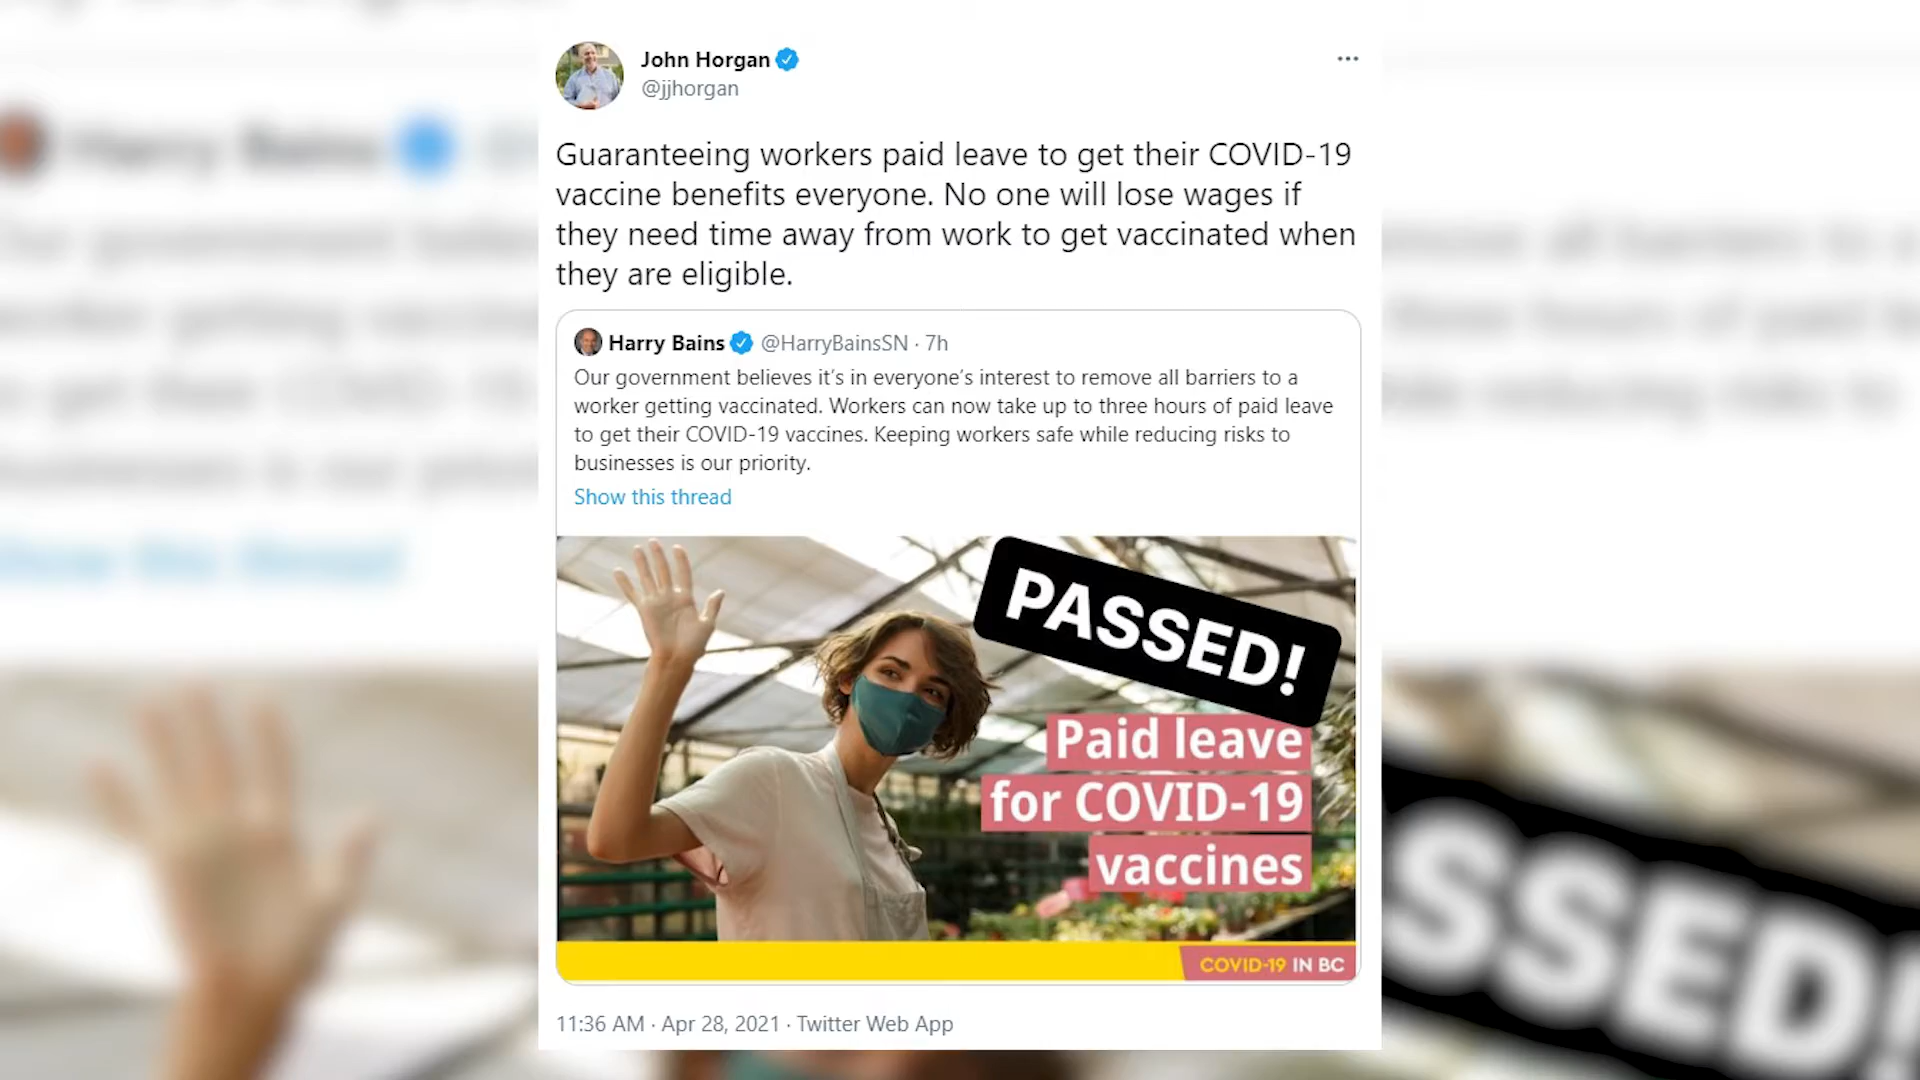 John Horgan
@jjhorgan
Guaranteeing workers paid leave to get their COVID-19
vaccine benefits everyone. No one will lose wages if
they need time away from work to get vaccinated when
they are eligible.
Harry Bains @HarryBainsSN · 7h
Our government believes it’s in everyone’s interest to remove all barriers to a
worker getting vaccinated. Workers can now take up to three hours of paid leave
to get their COVID-19 vaccines. Keeping workers safe while reducing risks to
businesses is our priority.
Show this thread
PASSED!
Paid leave
for COVID-19
vaccines
COVID-19 IN BC
11:36 AM · Apr 28, 2021 · Twitter Web App